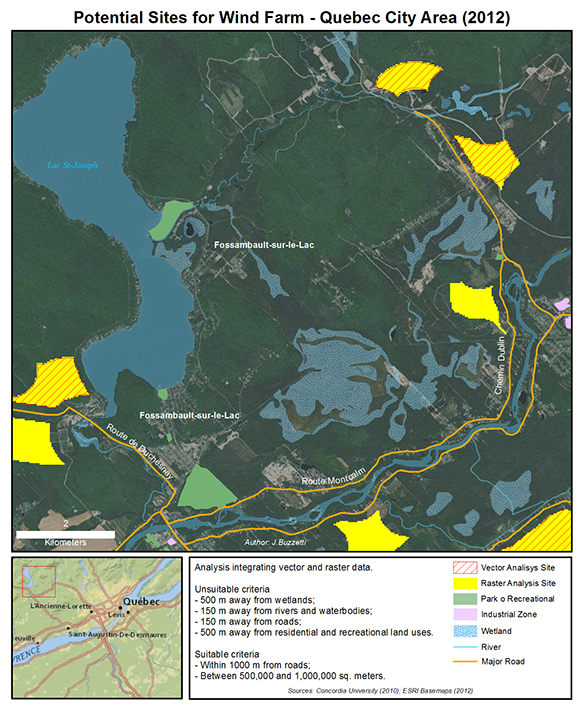 Potential Sites for Wind Farm - Quebec City Area (2012)
Lac St-Joseph
Fossambault-sur-le-Lac
Chemin Dublin
Fossambault-sur-le-Lac
Route de Duchesnay
Route Montcalm
2
Kilometers
Author: J.Buzzetti
L'Ancienne-Lorette
Québec
Lévis
Saint-Augustin-De-Desmaures
euville
RENCE
Analysis integrating vector and raster data.
Unsuitable criteria
- 500 m away from wetlands;
- 150 m away from rivers and waterbodies;
- 150 m away from roads;
- 500 m away from residential and recreational land uses.
Suitable criteria
- Within 1000 m from roads;
- Between 500,000 and 1,000,000 sq. meters.
Sources: Concordia University (2010), ESRI Basemaps (2012)
Vector Analisys Site
Raster Analysis Site
Park o Recreational
Industrial Zone
Wetland
River
Major Road